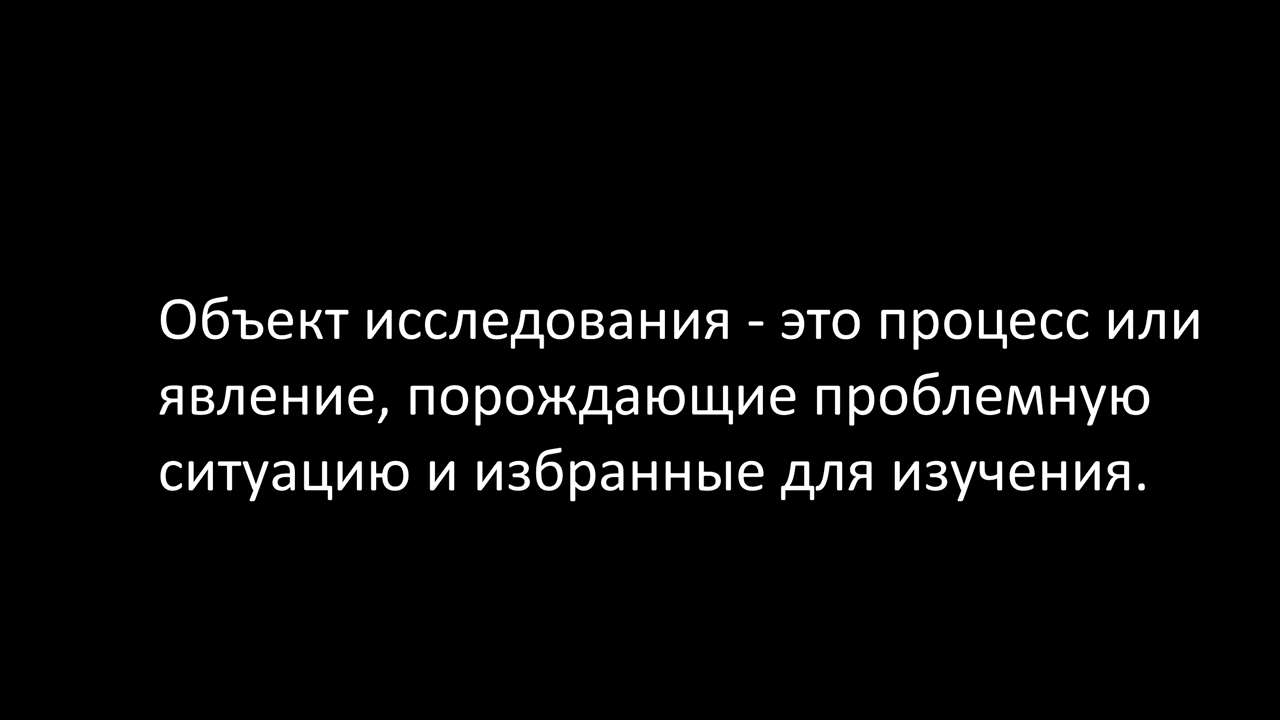 Объект исследования - это процесс или
явление, порождающие проблемную
ситуацию и избранные для изучения.